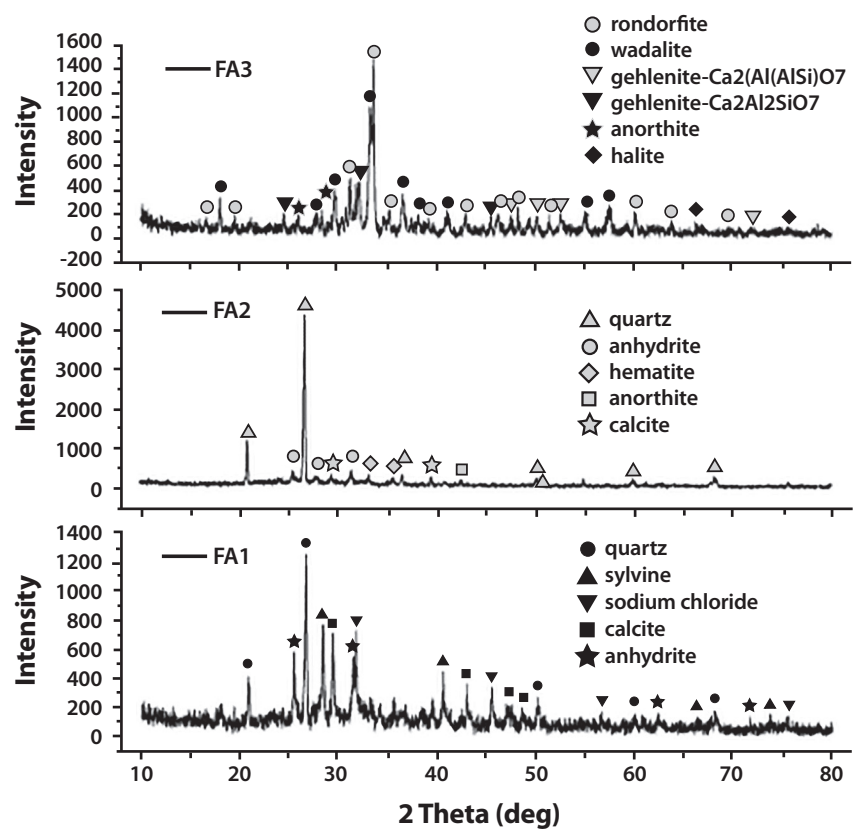 rondorfite
wadalite
gehlenite-Ca2(Al(AlSi)O7
gehlenite-Ca2Al2SiO7
anorthite
halite
FA3
Intensity
1600
1400
1200
1000
800
600
400
200
0
-200
FA2
quartz
anhydrite
hematite
anorthite
calcite
Intensity
5000
4000
3000
2000
1000
0
FA1
quartz
sylvine
sodium chloride
calcite
anhydrite
Intensity
1400
1200
1000
800
600
400
200
0
10 20 30 40 50 60 70 80
2 Theta (deg)